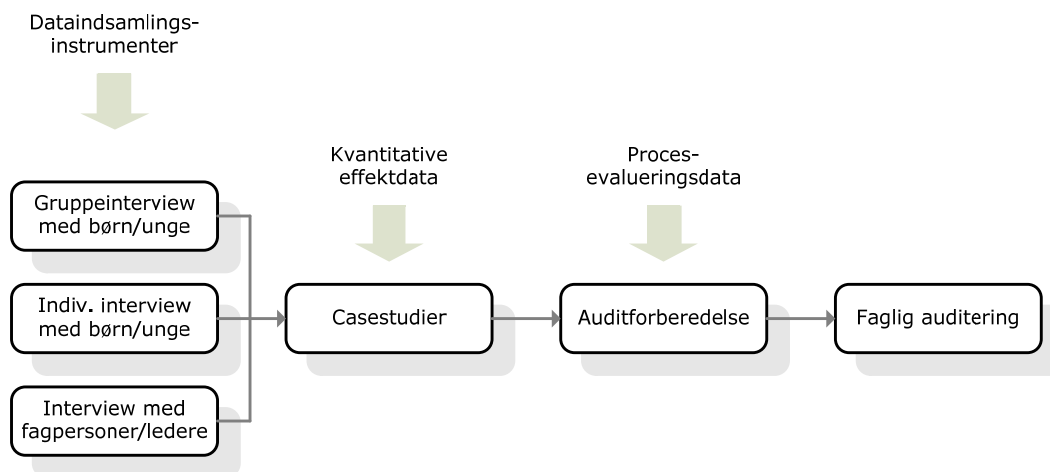 Dataindsamlings-
instrumenter
Kvantitative
effektdata
Proces-
evalueringsdata
Gruppeinterview
med børn/unge
Indiv. interview
med børn/unge
Interview med
fagpersoner/ledere
Casestudier
Auditforberedelse
Faglig auditering